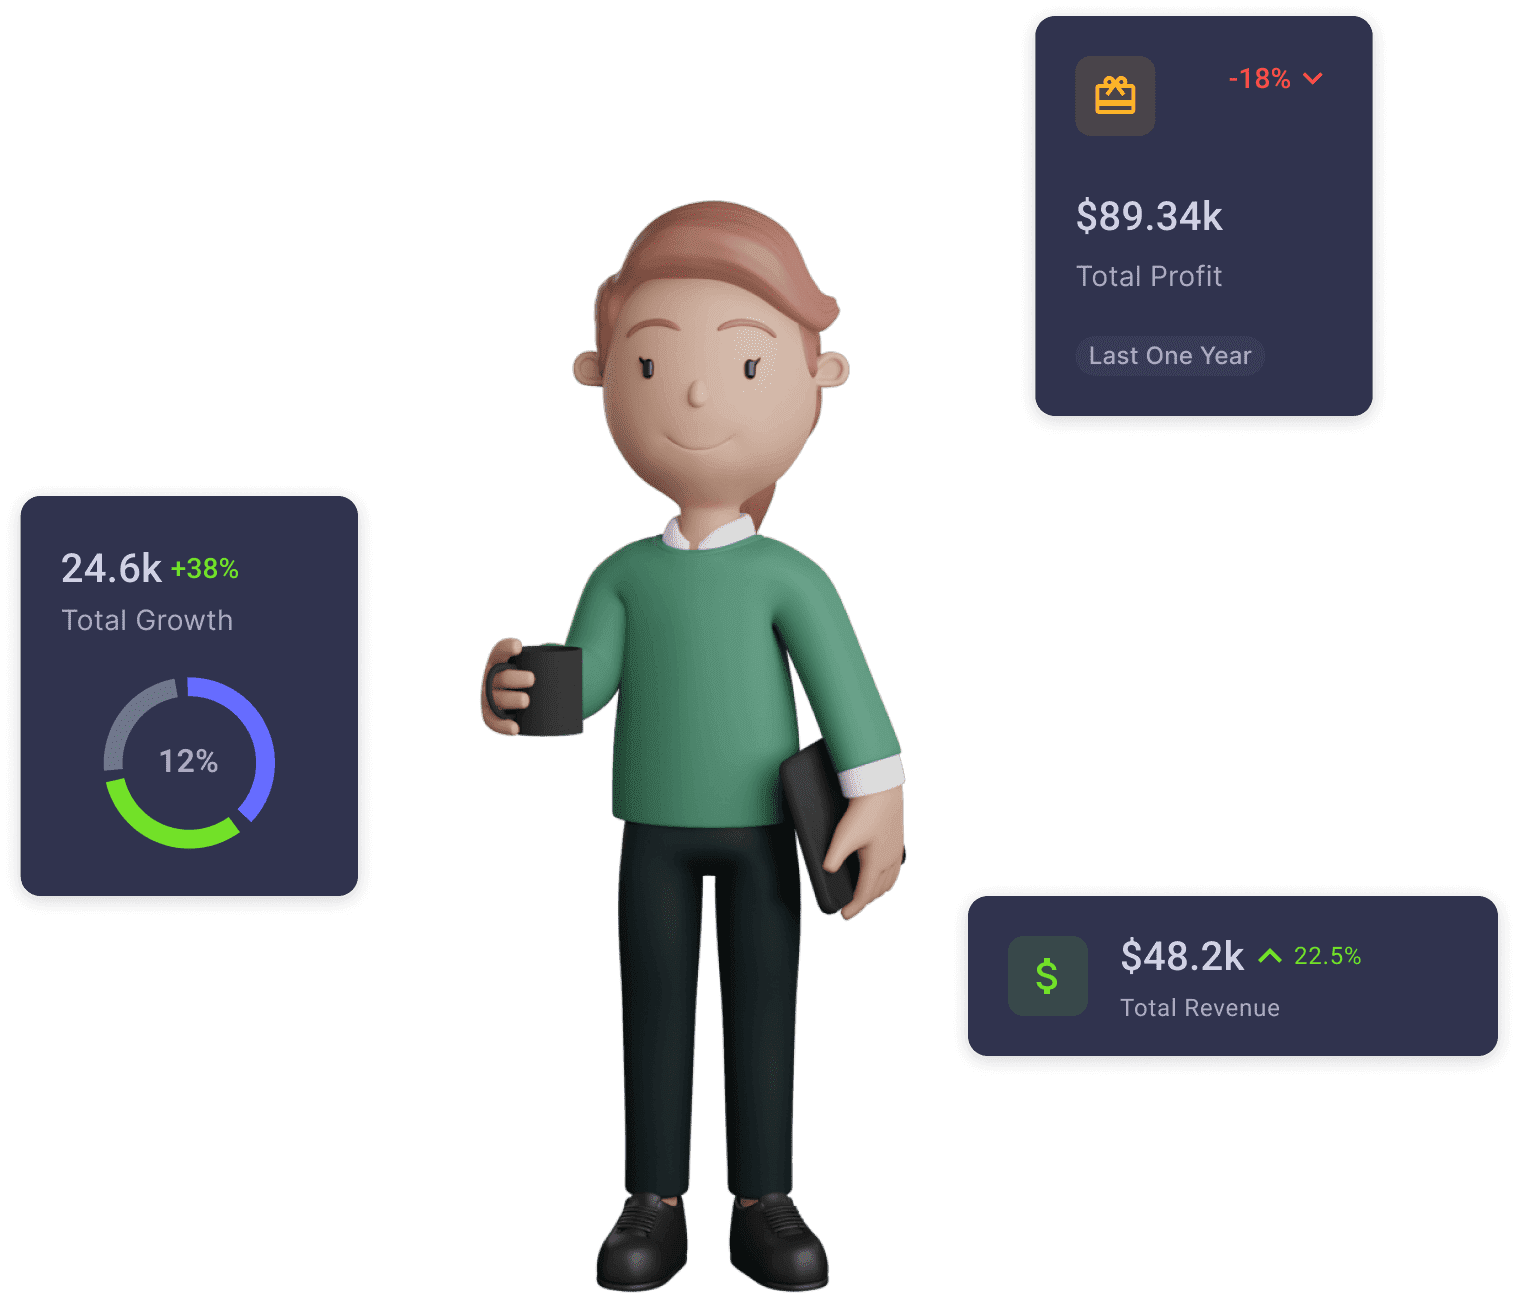 -18%
$89.34k
Total Profit
Last One Year
24.6k +38%
Total Growth
12%
$48.2k 22.5%
$
Total Revenue